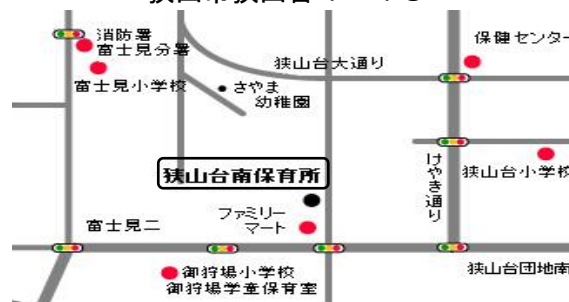 消防署
富士見分署
保健センター
狭山台大通り
富士見小学校
さやま
幼稚園
狭山台南保育所
けやき通り
狭山台小学校
ファミリー
マート
富士見二
御狩場小学校
御狩場学童保育室
狭山台団地南